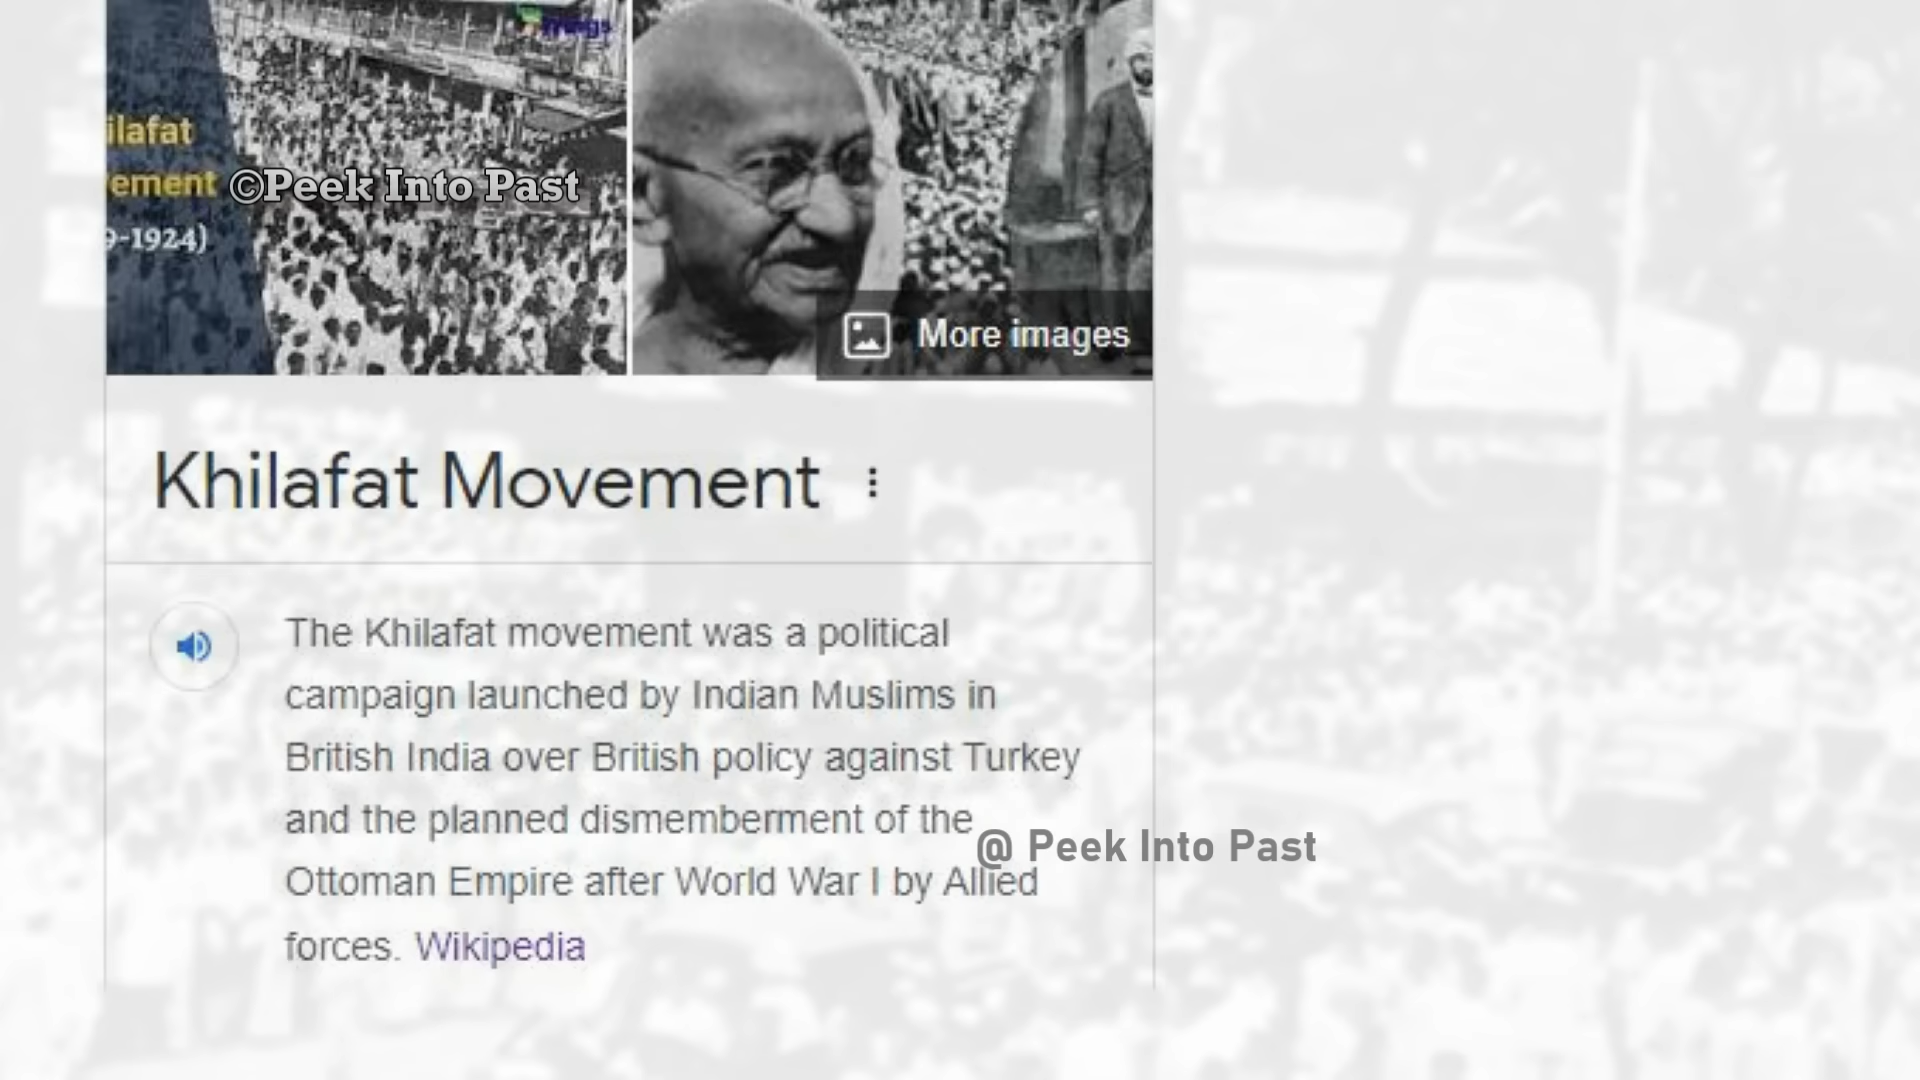 ilafat
ement
©Peek Into Past
9-1924)
More images
Khilafat Movement
The Khilafat movement was a political
campaign launched by Indian Muslims in
British India over British policy against Turkey
and the planned dismemberment of the
@ Peek Into Past
Ottoman Empire after World War I by Allied
forces. Wikipedia